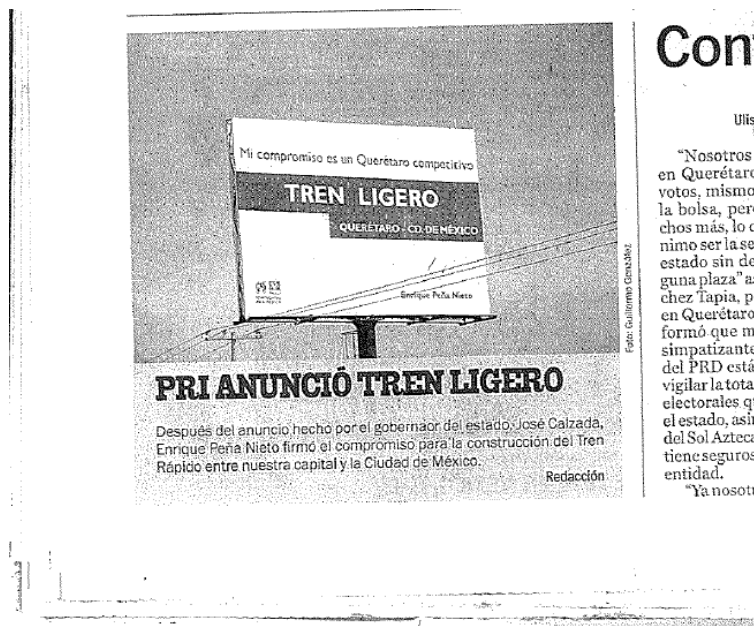 Mi compromiso es un Querétaro competitivo
TREN LIGERO
QUERÉTARO - CD. DE MÉXICO
Enrique Peña Nieto
Foto: Guillermo González
PRI ANUNCIÓ TREN LIGERO
Después del anuncio hecho por el gobernaor del estado, José Calzada,
Enrique Peña Nieto firmó el compromiso para la construcción del Tren
Rápido entre nuestra capital y la Ciudad de México.
Redacción
Con
Ulis
“Nosotros
en Querétaro
votos, mismo
la bolsa, per
chos más, lo
nimo ser la se
estado sin de
guna plaza” a
chez Tapia, p
en Querétaro
formó que m
simpatizante
del PRD está
vigilar la tota
electorales q
el estado, asi
del Sol Azteca
tiene seguros
entidad.
“Ya nosot